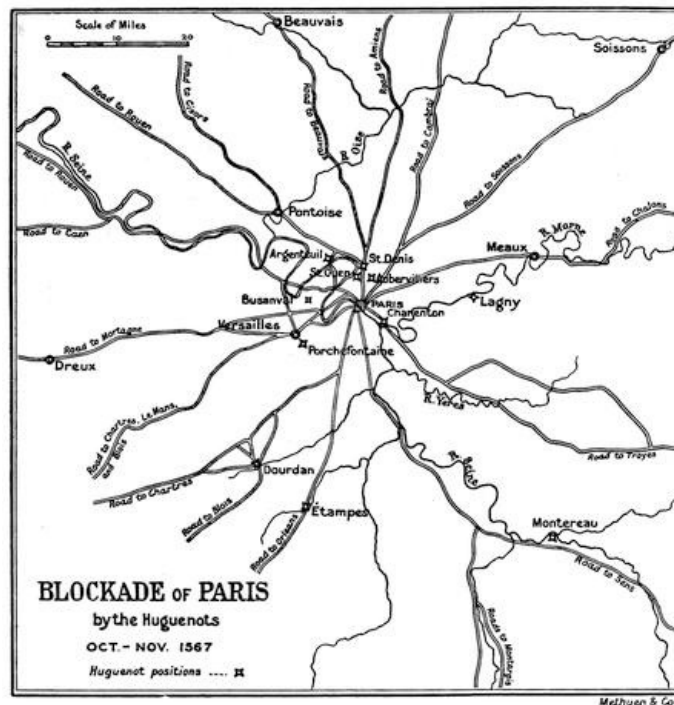 Scale of Miles
0 10 20
Beauvais
Soissons
Road to Amiens
Road to Gisors
Road to Rouen
Road to Beauvais
Road to Cambrai
Oise
R. Seine
Road to Rouen
Road to Soissons
Pontoise
R. Marne
Road to Chalons
Road to Caen
Argenteuil
St. Denis
Meaux
St. Ouen
Aubervilliers
Busanval
PARIS
Lagny
Charenton
Versailles
Road to Mortagne
Porchefontaine
Dreux
R. Yeres
Road to Chartres, Le Mans,
and Blois
Road to Troyes
Dourdan
R. Seine
Road to Chartres
Road to Blois
Étampes
Montereau
Road to Orleans
Road to Sens
BLOCKADE OF PARIS
by the Huguenots
OCT. - NOV. 1567
Roads to Montargis
Huguenot positions ....
Methuen & Co